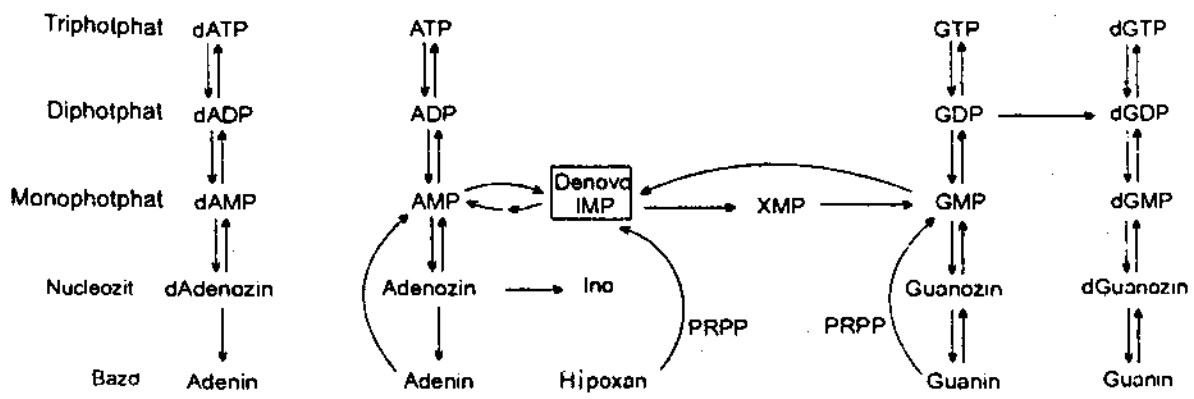 Triphotphat dATP ATP GTP dGTP
Diphotphat dADP ADP GDP dGDP
Denovo
Monophotphat dAMP AMP IMP XMP GMP dGMP
Nucleozit dAdenozin Adenozin Ino Guanozin dGuanozin
PRPP PRPP
Bazơ Adenin Adenin Hipoxan Guanin Guanin